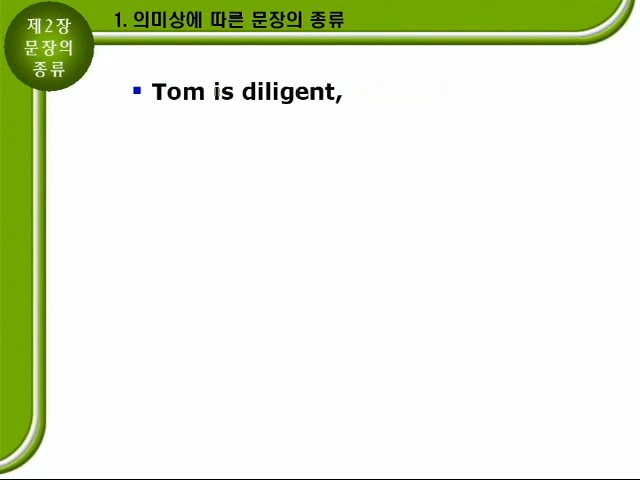 제2장
문장의
종류
1. 의미상에 따른 문장의 종류
▪ Tom is diligent,